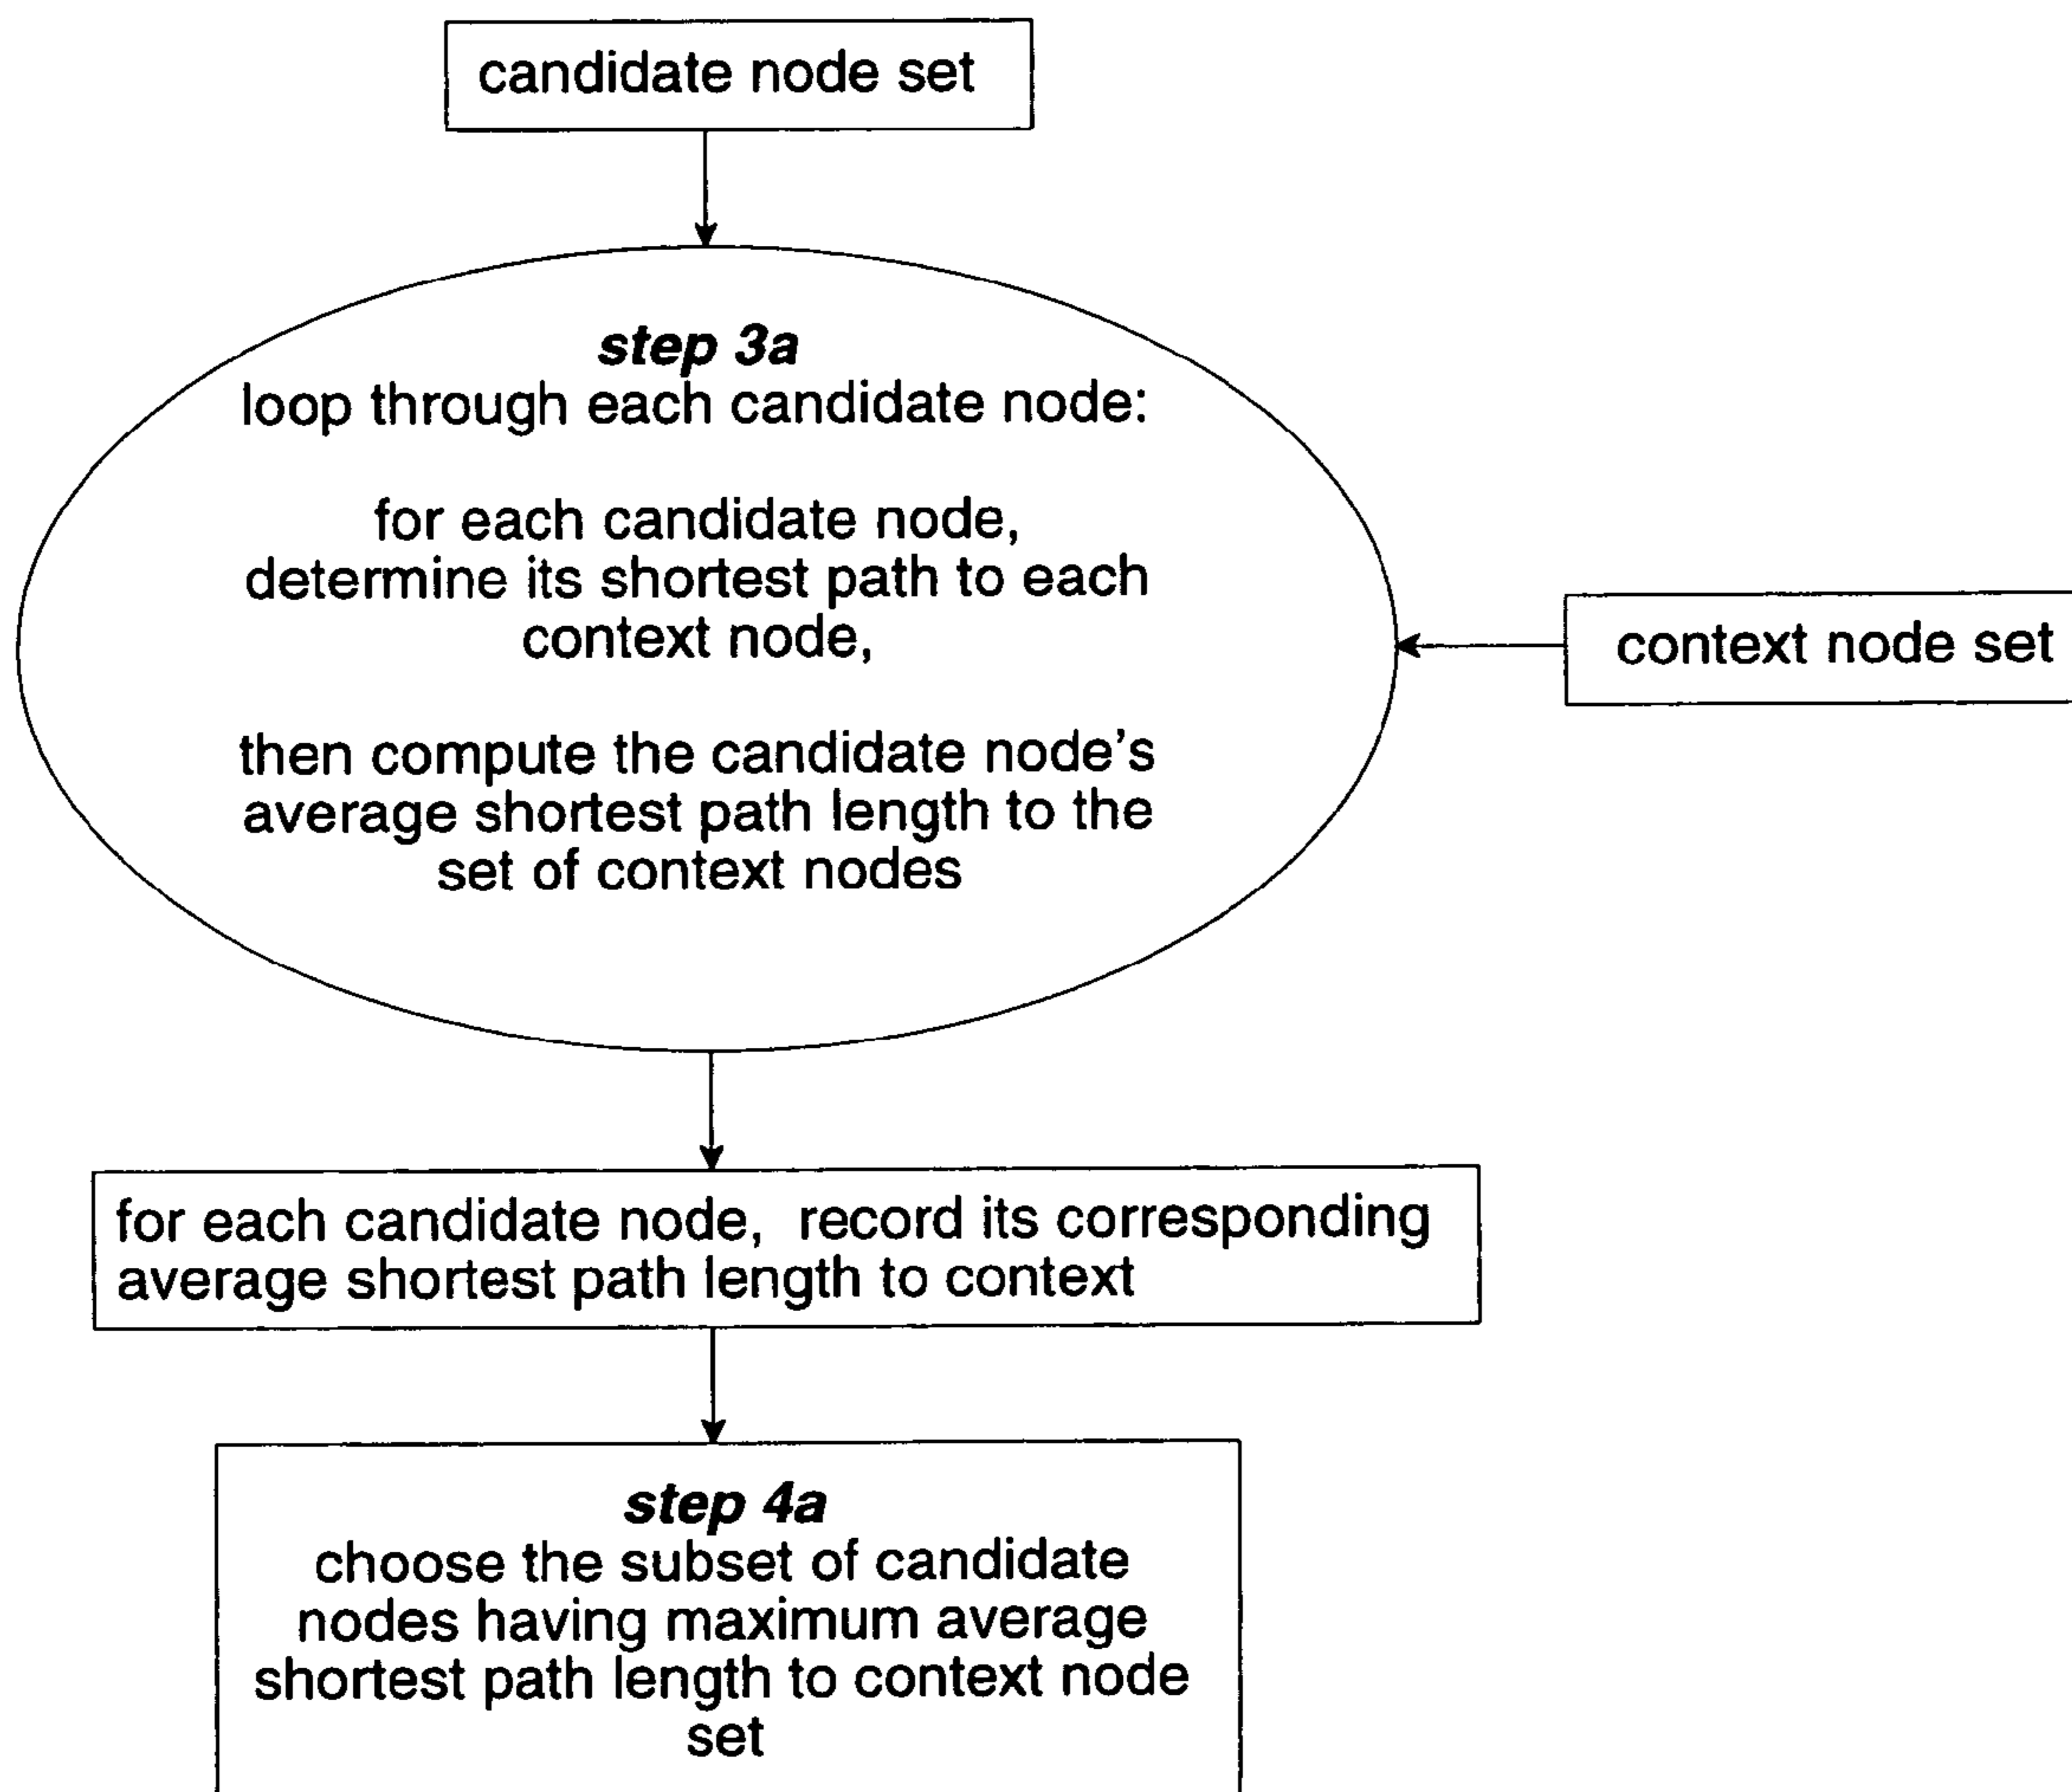 candidate node set
step 3a
loop through each candidate node:
for each candidate node,
determine its shortest path to each
context node,
then compute the candidate node's
average shortest path length to the
set of context nodes
context node set
for each candidate node, record its corresponding
average shortest path length to context
step 4a
choose the subset of candidate
nodes having maximum average
shortest path length to context node
set